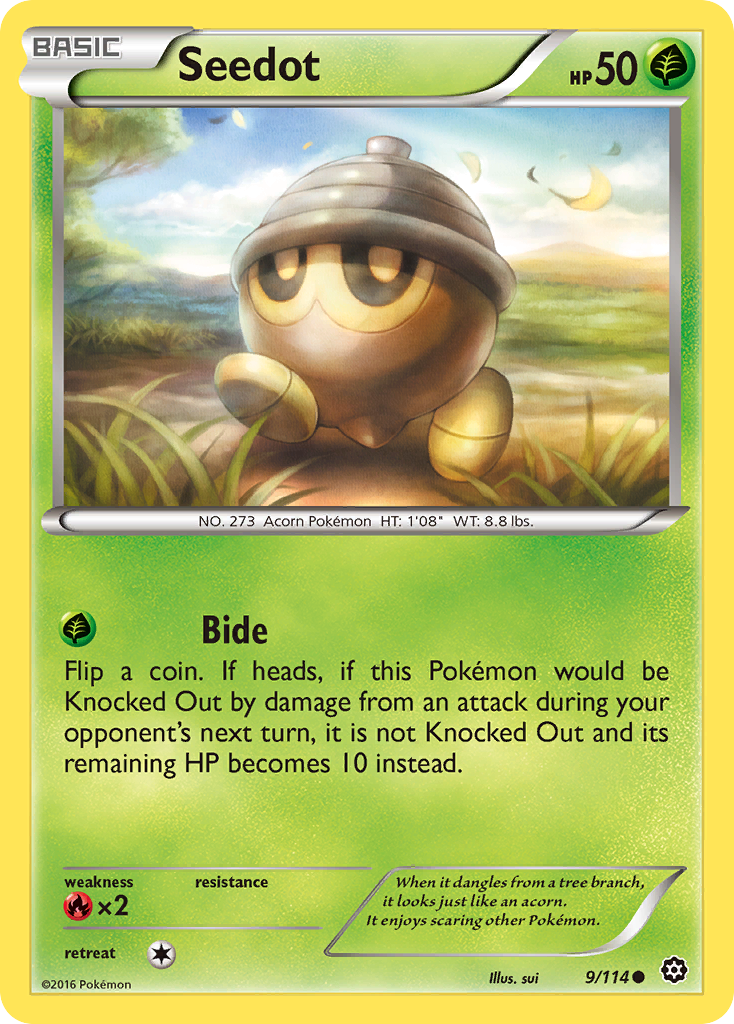 BASIC
Seedot
HP 50
NO. 273 Acorn Pokémon HT: 1'08" WT: 8.8 lbs.
Bide
Flip a coin. If heads, if this Pokémon would be
Knocked Out by damage from an attack during your
opponent's next turn, it is not Knocked Out and its
remaining HP becomes 10 instead.
weakness resistance
×2
When it dangles from a tree branch,
it looks just like an acorn.
It enjoys scaring other Pokémon.
retreat
©2016 Pokémon
Illus. sui
9/114